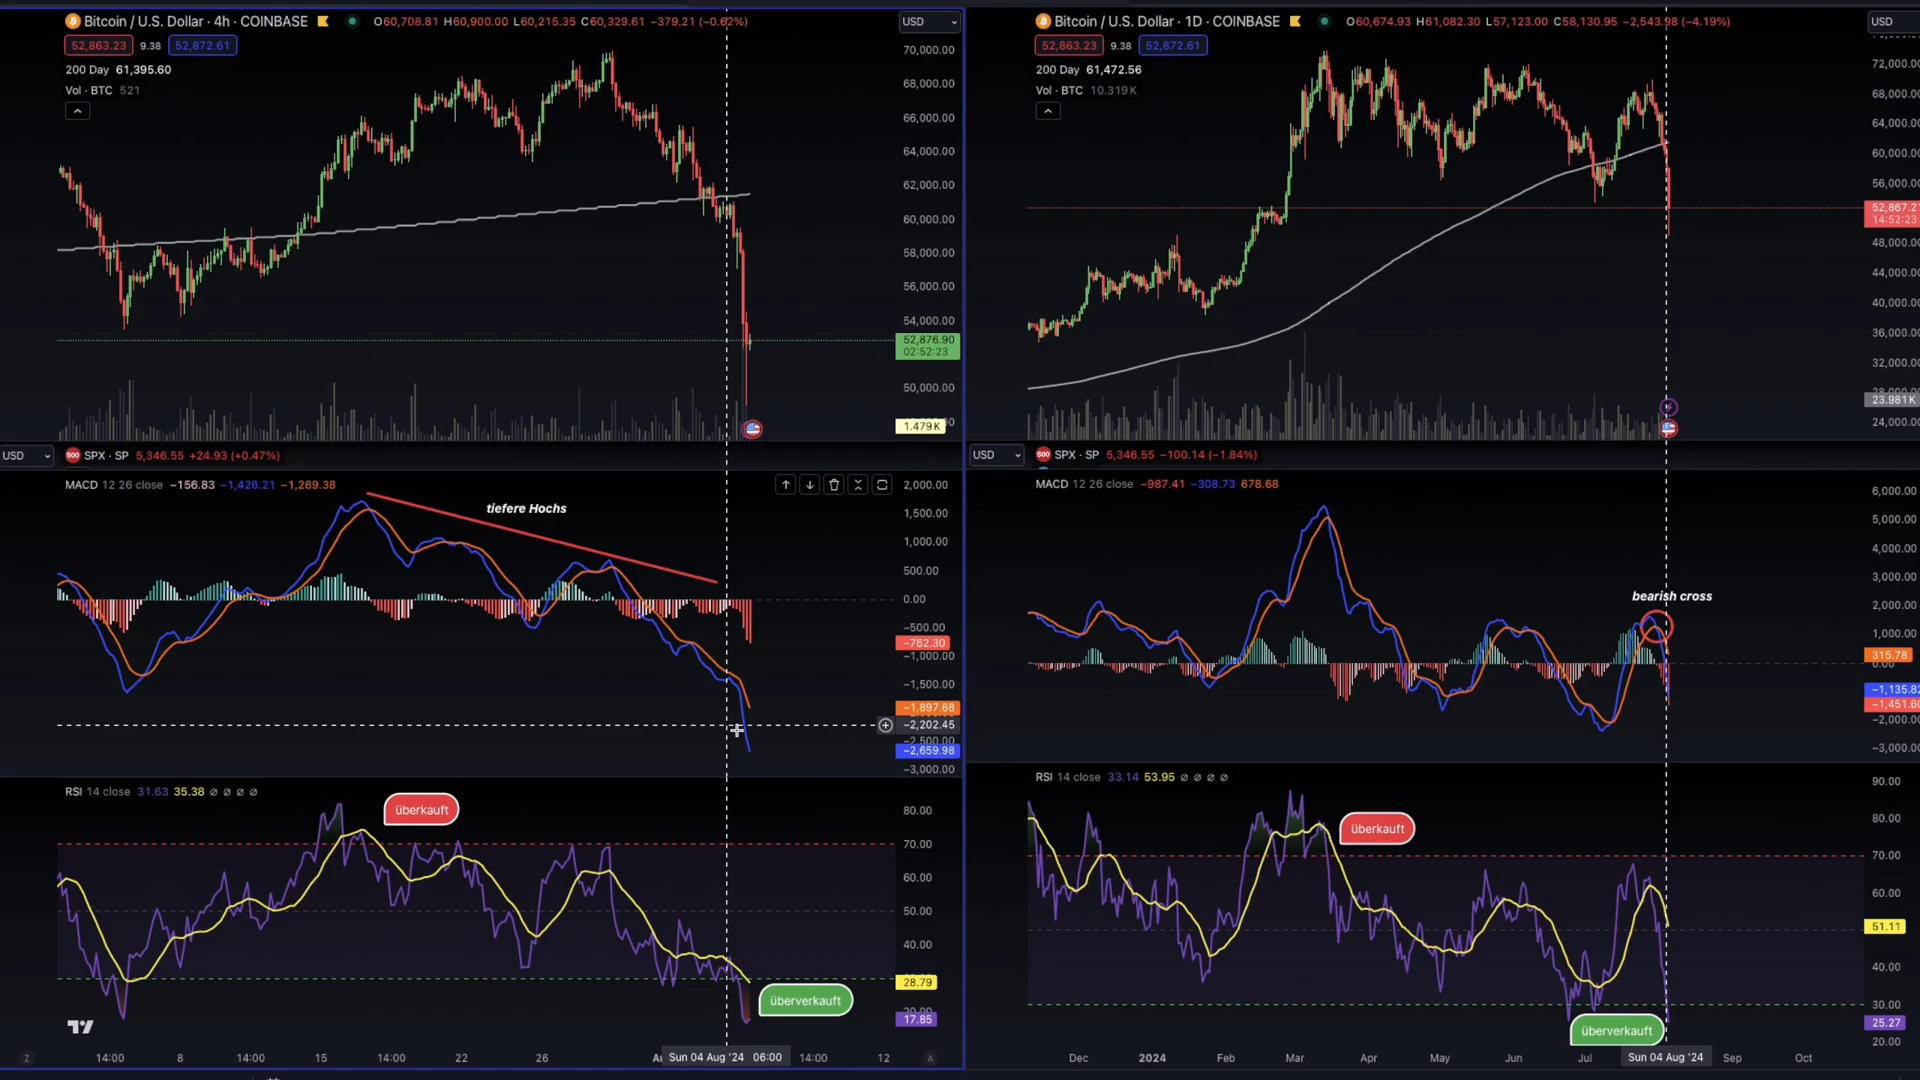 Bitcoin / U.S. Dollar · 4h · COINBASE O60,708.81 H60,900.00 L60,215.35 C60,329.61 −379.21 (−0.62%) USD
52,863.23 9.38 52,872.61
200 Day 61,395.60
Vol · BTC 521
70,000.00
68,000.00
66,000.00
64,000.00
62,000.00
60,000.00
58,000.00
56,000.00
54,000.00
52,876.90
02:52:23
50,000.00
1.479K
USD 500 SPX · SP 5,346.55 +24.93 (+0.47%)
MACD 12 26 close −156.83 −1,426.21 −1,269.38
tiefere Hochs
2,000.00
1,500.00
1,000.00
500.00
0.00
−500.00
−762.30
−1,000.00
−1,500.00
−1,897.68
−2,202.45
−2,500.00
−2,659.98
−3,000.00
RSI 14 close 31.63 35.38 ∅ ∅ ∅ ∅
überkauft
überverkauft
80.00
70.00
60.00
50.00
40.00
30.00
28.79
17.85
Z 14:00 8 14:00 15 14:00 22 26 Sun 04 Aug '24 06:00 14:00 12 A
Bitcoin / U.S. Dollar · 1D · COINBASE O60,674.93 H61,082.30 L57,123.00 C58,130.95 −2,543.98 (−4.19%) USD
52,863.23 9.38 52,872.61
200 Day 61,472.56
Vol · BTC 10.319K
72,000.00
68,000.00
64,000.00
60,000.00
56,000.00
52,867.21
14:52:23
48,000.00
44,000.00
40,000.00
36,000.00
32,000.00
28,000.00
23.981K
24,000.00
USD 500 SPX · SP 5,346.55 −100.14 (−1.84%)
MACD 12 26 close −987.41 −308.73 678.68
bearish cross
6,000.00
5,000.00
4,000.00
3,000.00
2,000.00
1,000.00
315.78
0.00
−1,135.82
−1,451.60
−2,000.00
−3,000.00
RSI 14 close 33.14 53.95 ∅ ∅ ∅ ∅
überkauft
überverkauft
90.00
80.00
70.00
60.00
51.11
40.00
30.00
25.27
20.00
Dec 2024 Feb Mar Apr May Jun Jul Sun 04 Aug '24 Sep Oct